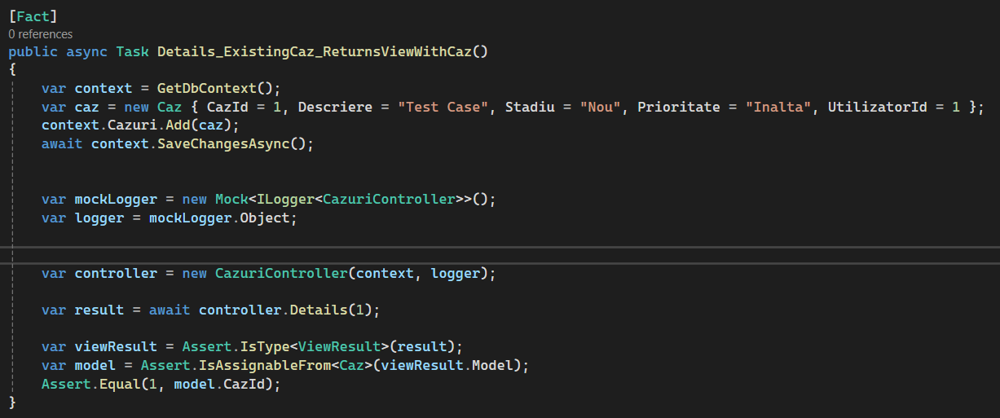 [Fact]
0 references
public async Task Details_ExistingCaz_ReturnsViewWithCaz()
{
    var context = GetDbContext();
    var caz = new Caz { CazId = 1, Descriere = "Test Case", Stadiu = "Nou", Prioritate = "Inalta", UtilizatorId = 1 };
    context.Cazuri.Add(caz);
    await context.SaveChangesAsync();
    var mockLogger = new Mock<ILogger<CazuriController>>();
    var logger = mockLogger.Object;
    var controller = new CazuriController(context, logger);
    var result = await controller.Details(1);
    var viewResult = Assert.IsType<ViewResult>(result);
    var model = Assert.IsAssignableFrom<Caz>(viewResult.Model);
    Assert.Equal(1, model.CazId);
}